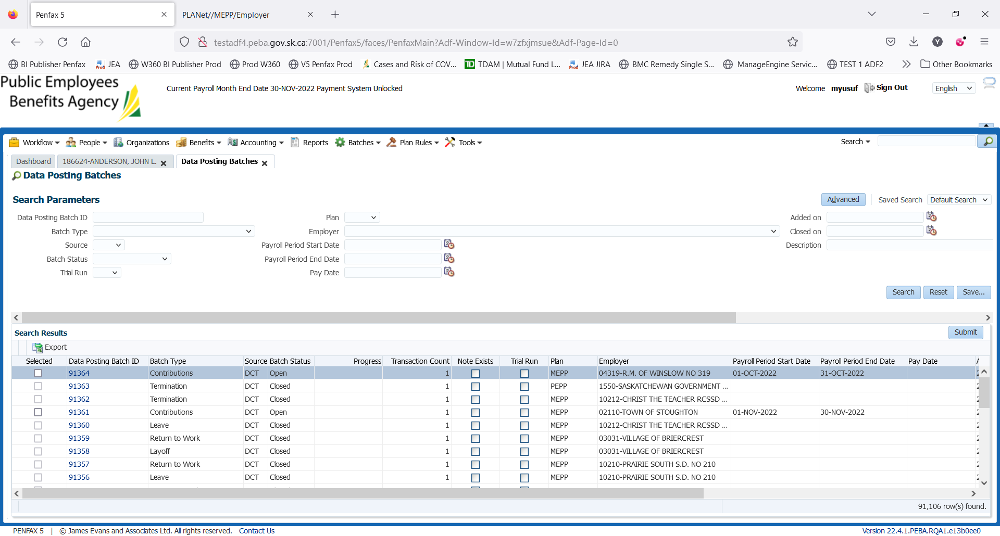 Penfax 5
PLANet//MEPP/Employer
testadf4.peba.gov.sk.ca:7001/Penfax5/faces/PenfaxMain?Adf-Window-Id=w7zfxjmsue&Adf-Page-Id=0
Y
BI Publisher Penfax
Prod JEA
W360 BI Publisher Prod
Prod W360
V5 Penfax Prod
Cases and Risk of COV...
TD TDAM | Mutual Fund L...
Prod JEA JIRA
BMC Remedy Single S...
ManageEngine Servic...
TEST 1 ADF2
Other Bookmarks
Public Employees
Benefits Agency
Current Payroll Month End Date 30-NOV-2022 Payment System Unlocked
Welcome myusuf Sign Out English
Workflow People Organizations Benefits Accounting Reports Batches Plan Rules Tools Search
Dashboard 186624-ANDERSON, JOHN L. Data Posting Batches
Data Posting Batches
Search Parameters Advanced Saved Search Default Search
Data Posting Batch ID Plan Added on
Batch Type Employer Closed on
Source Payroll Period Start Date Description
Batch Status Payroll Period End Date
Trial Run Pay Date
Search Reset Save...
Search Results Submit
Export
Selected Data Posting Batch ID Batch Type Source Batch Status Progress Transaction Count Note Exists Trial Run Plan Employer Payroll Period Start Date Payroll Period End Date Pay Date
91364 Contributions DCT Open 1 MEPP 04319-R.M. OF WINSLOW NO 319 01-OCT-2022 31-OCT-2022
91363 Termination DCT Closed 1 PEPP 1550-SASKATCHEWAN GOVERNMENT ...
91362 Termination DCT Closed 1 MEPP 10212-CHRIST THE TEACHER RCSSD ...
91361 Contributions DCT Open 1 MEPP 02110-TOWN OF STOUGHTON 01-NOV-2022 30-NOV-2022
91360 Leave DCT Closed 1 MEPP 10212-CHRIST THE TEACHER RCSSD ...
91359 Return to Work DCT Closed 1 MEPP 03031-VILLAGE OF BRIERCREST
91358 Layoff DCT Closed 1 MEPP 03031-VILLAGE OF BRIERCREST
91357 Return to Work DCT Closed 1 MEPP 10210-PRAIRIE SOUTH S.D. NO 210
91356 Leave DCT Closed 1 MEPP 10210-PRAIRIE SOUTH S.D. NO 210
91,106 row(s) found.
PENFAX 5 | © James Evans and Associates Ltd. All rights reserved. Contact Us Version 22.4.1.PEBA.RQA1.e13b0ee0